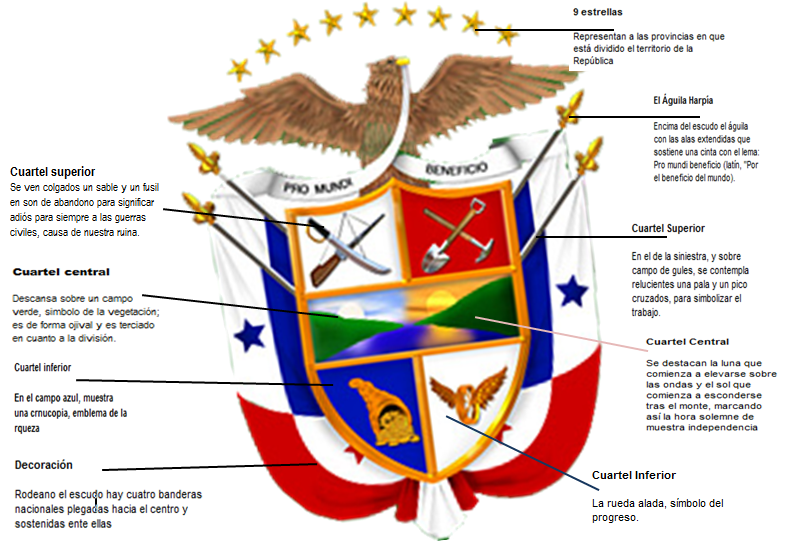 9 estrellas
Representan a las provincias en que
está dividido el territorio de la
República
El Águila Harpía
Encima del escudo el águila
con las alas extendidas que
sostiene una cinta con el lema:
Pro mundi beneficio (latín, "Por
el beneficio del mundo).
PRO MUNDI
BENEFICIO
Cuartel superior
Se ven colgados un sable y un fusil
en son de abandono para significar
adiós para siempre a las guerras
civiles, causa de nuestra ruina.
Cuartel Superior
En el de la siniestra, y sobre
campo de gules, se contempla
relucientes una pala y un pico
cruzados, para simbolizar el
trabajo.
Cuartel central
Descansa sobre un campo
verde, simbolo de la vegetación;
es de forma ojival y es terciado
en cuanto a la división.
Cuartel Central
Se destacan la luna que
comienza a elevarse sobre
las ondas y el sol que
comienza a esconderse
tras el monte, marcando
así la hora solemne de
muestra independencia
Cuartel inferior
En el campo azul, muestra
una crnucopia, emblema de la
rqueza
Cuartel Inferior
La rueda alada, símbolo del
progreso.
Decoración
Rodeano el escudo hay cuatro banderas
nacionales plegadas hacia el centro y
sostenidas ente ellas